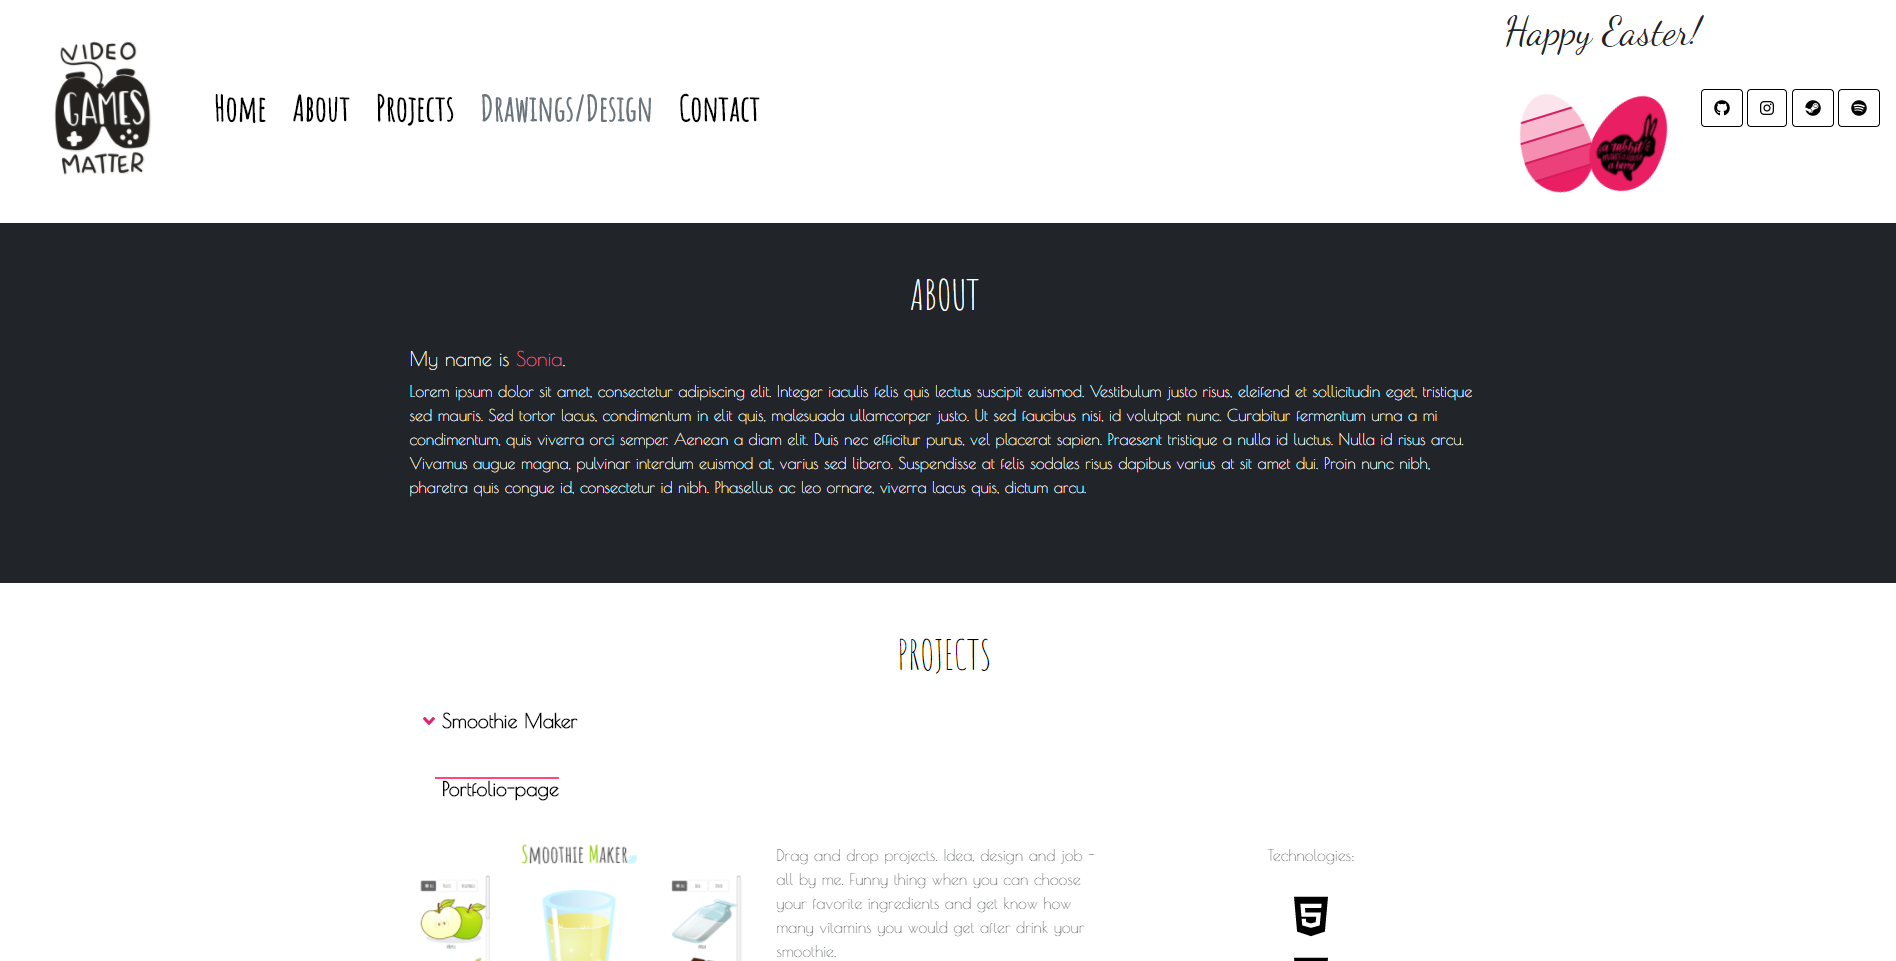 VIDEO
GAMES
MATTER
Home About Projects Drawings/Design Contact
Happy Easter!
a rabbit
a home
ABOUT
My name is Sonia.
Lorem ipsum dolor sit amet, consectetur adipiscing elit. Integer iaculis felis quis lectus suscipit euismod. Vestibulum justo risus, eleifend et sollicitudin eget, tristique
sed mauris. Sed tortor lacus, condimentum in elit quis, malesuada ullamcorper justo. Ut sed faucibus nisi, id volutpat nunc. Curabitur fermentum urna a mi
condimentum, quis viverra orci semper. Aenean a diam elit. Duis nec efficitur purus, vel placerat sapien. Praesent tristique a nulla id luctus. Nulla id risus arcu.
Vivamus augue magna, pulvinar interdum euismod at, varius sed libero. Suspendisse at felis sodales risus dapibus varius at sit amet dui. Proin nunc nibh,
pharetra quis congue id, consectetur id nibh. Phasellus ac leo ornare, viverra lacus quis, dictum arcu.
PROJECTS
Smoothie Maker
Portfolio-page
Smoothie Maker
Drag and drop projects. Idea, design and job -
all by me. Funny thing when you can choose
your favorite ingredients and get know how
many vitamins you would get after drink your
smoothie.
Technologies:
5